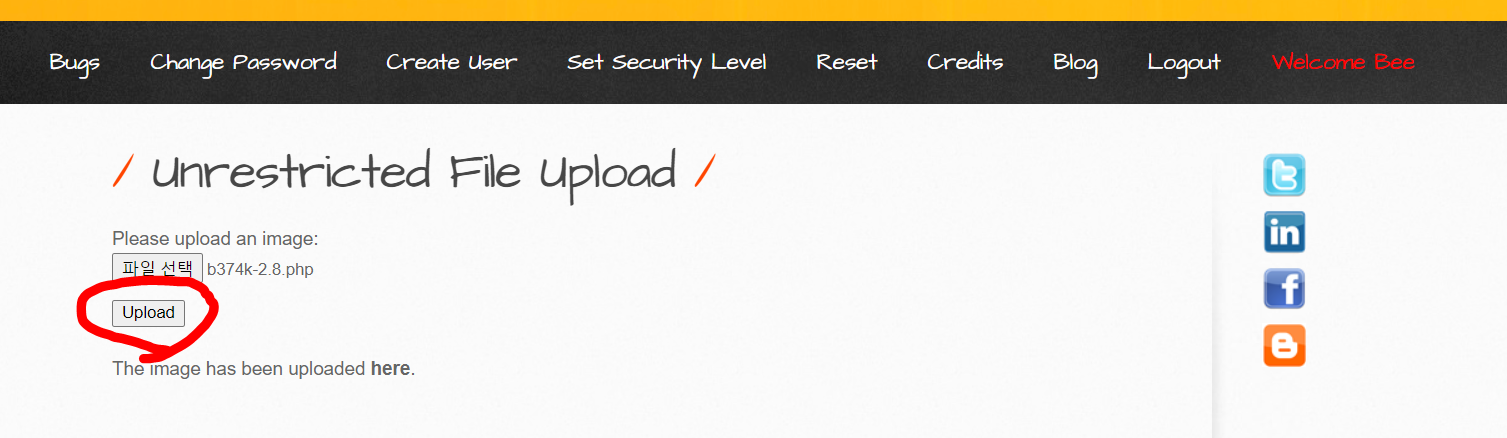 Bugs Change Password Create User Set Security Level Reset Credits Blog Logout Welcome Bee
/ Unrestricted File Upload /
Please upload an image:
파일 선택 b374k-2.8.php
Upload
The image has been uploaded here.